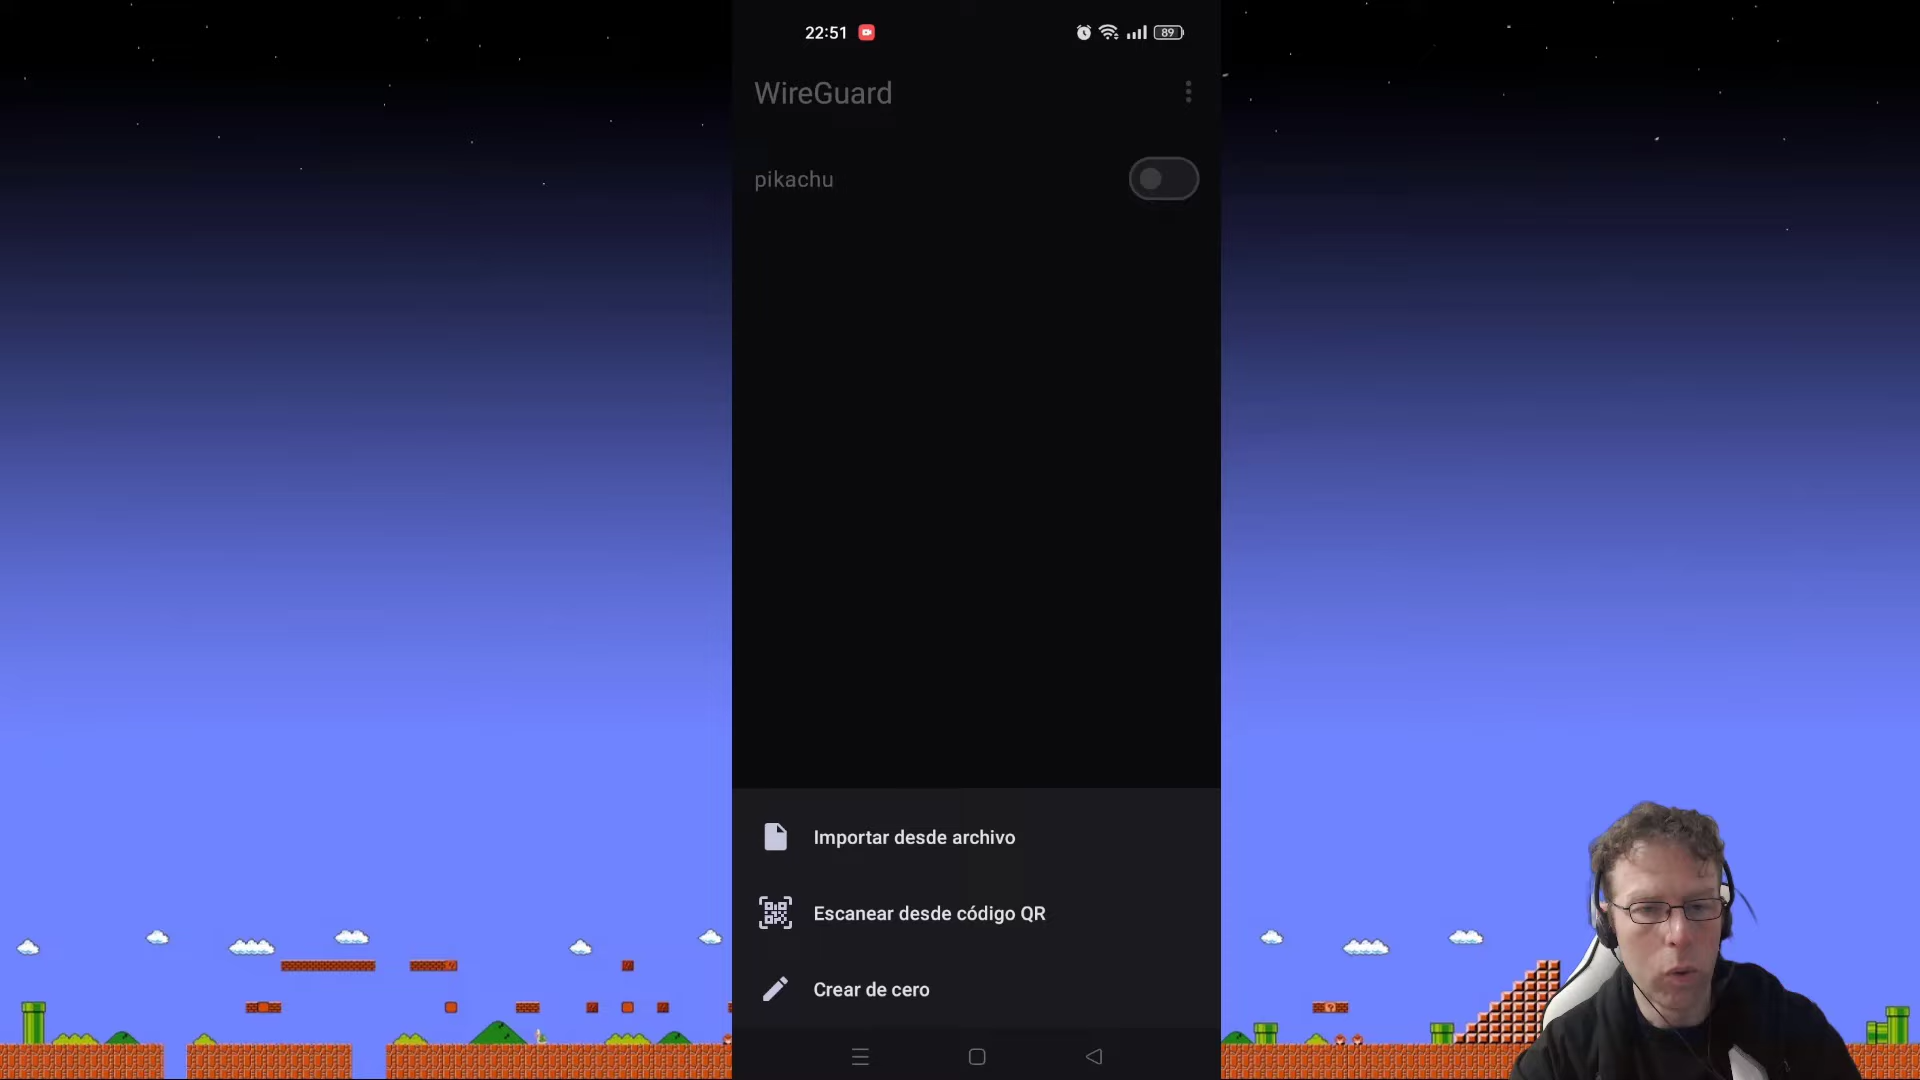 22:51
89
WireGuard
pikachu
Importar desde archivo
Escanear desde código QR
Crear de cero